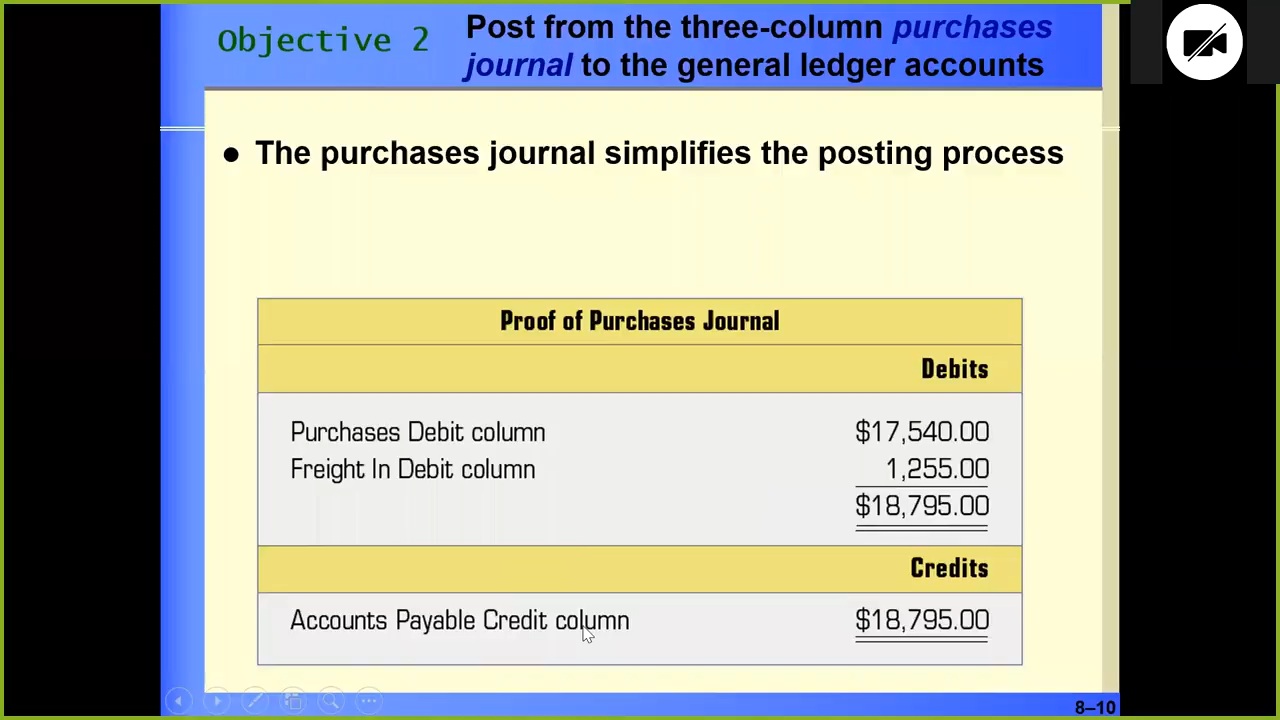 Objective 2
Post from the three-column purchases
journal to the general ledger accounts
● The purchases journal simplifies the posting process
Proof of Purchases Journal
Debits
Purchases Debit column $17,540.00
Freight In Debit column 1,255.00
$18,795.00
Credits
Accounts Payable Credit column $18,795.00
8–10